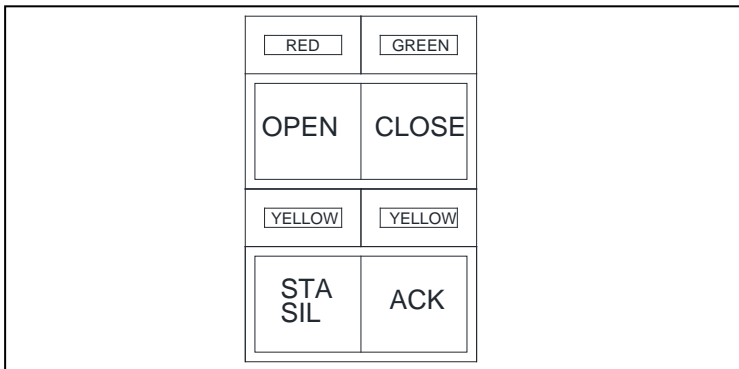 RED GREEN
OPEN CLOSE
YELLOW YELLOW
STA
SIL
ACK